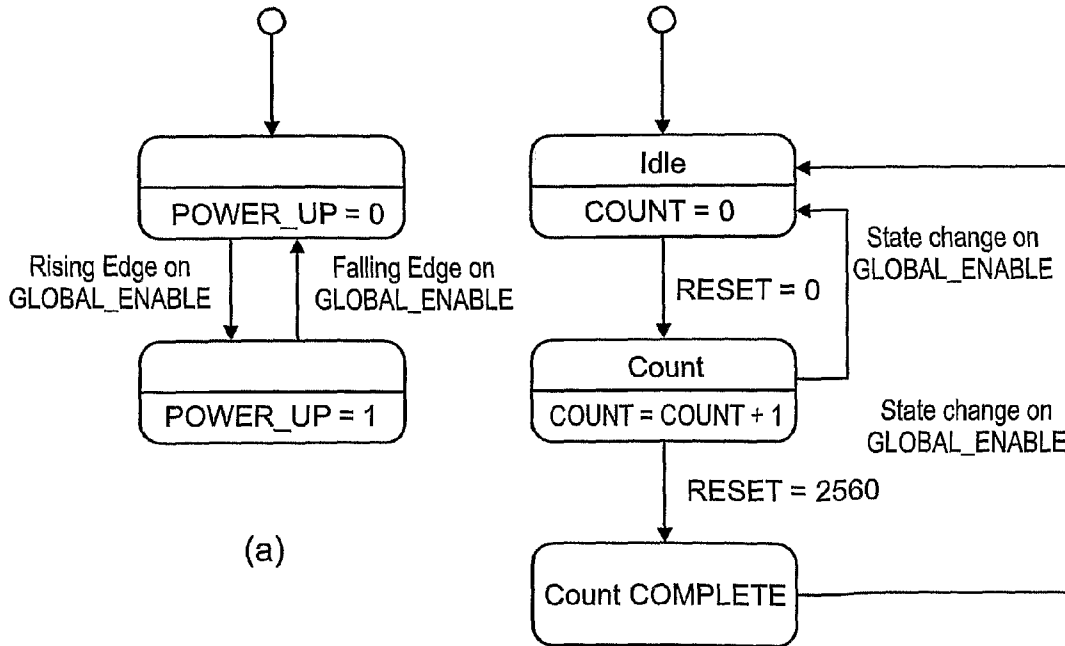 POWER_UP = 0
Rising Edge on
GLOBAL_ENABLE
Falling Edge on
GLOBAL_ENABLE
POWER_UP = 1
(a)
Idle
COUNT = 0
RESET = 0
State change on
GLOBAL_ENABLE
Count
COUNT = COUNT + 1
State change on
GLOBAL_ENABLE
RESET = 2560
Count COMPLETE